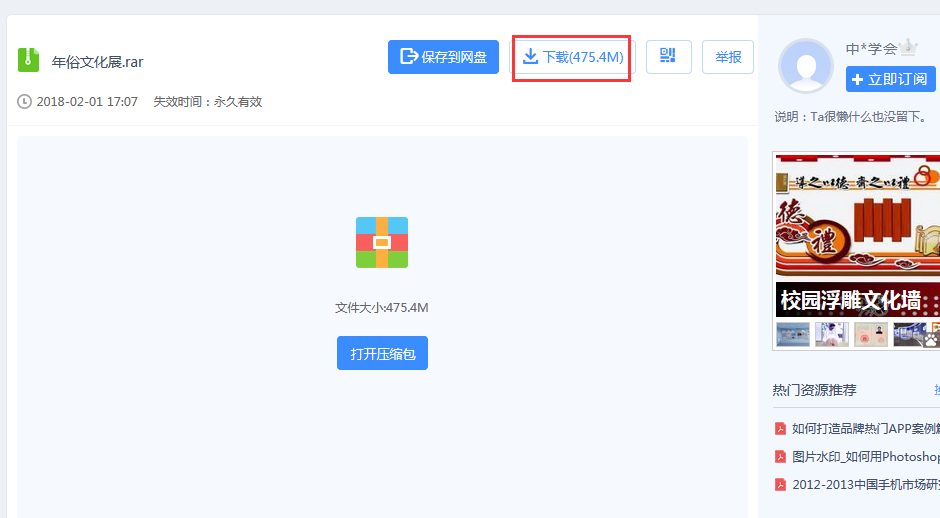 年俗文化展.rar
保存到网盘
下载(475.4M)
举报
2018-02-01 17:07 失效时间：永久有效
文件大小:475.4M
打开压缩包
中*学会
立即订阅
说明：Ta很懒什么也没留下。
德
禮
校园浮雕文化墙
热门资源推荐
如何打造品牌热门APP案例
图片水印_如何用Photoshop
2012-2013中国手机市场研